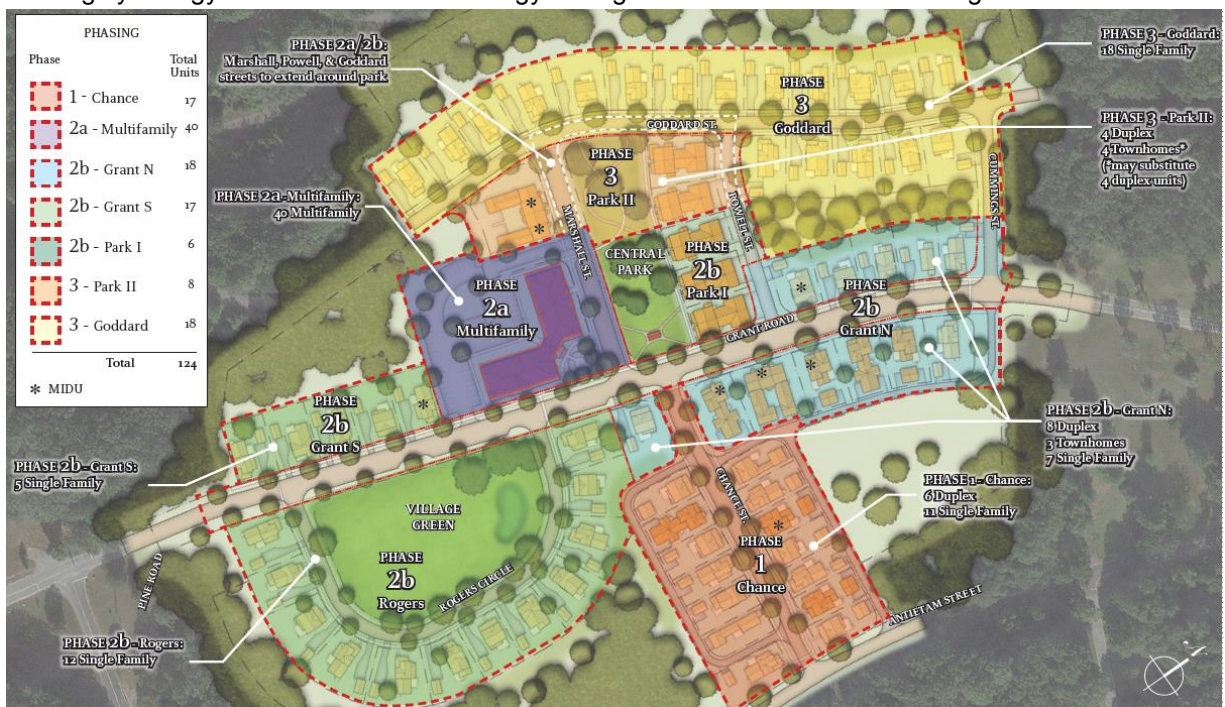 PHASING
Phase Total Units
1 - Chance 17
2a - Multifamily 40
2b - Grant N 18
2b - Grant S 17
2b - Park I 6
3 - Park II 8
3 - Goddard 18
Total 124
* MIDU
PHASE 2a/2b:
Marshall, Powell, & Goddard
streets to extend around park
PHASE 3 - Goddard:
18 Single Family
PHASE
3
Goddard
GODDARD ST.
PHASE 3 - Park II:
4 Duplex
4 Townhomes*
(*may substitute
4 duplex units)
PHASE
3
Park II
CUMMINGS ST.
PHASE 2a - Multifamily:
40 Multifamily
*
*
MARSHALL ST.
POWELL ST.
CENTRAL
PARK
PHASE
2b
Park I
PHASE
2a
Multifamily
*
PHASE
2b
Grant N
GRANT ROAD
*
*
*
PHASE
2b
Grant S
*
PHASE 2b - Grant S:
5 Single Family
PHASE 2b - Grant N:
8 Duplex
3 Townhomes
7 Single Family
PHASE 1 - Chance:
6 Duplex
11 Single Family
CHANCE ST.
*
PHASE
1
Chance
VILLAGE
GREEN
PHASE
2b
Rogers
ROGERS CIRCLE
PINE ROAD
ANTIETAM STREET
PHASE 2b - Rogers:
12 Single Family